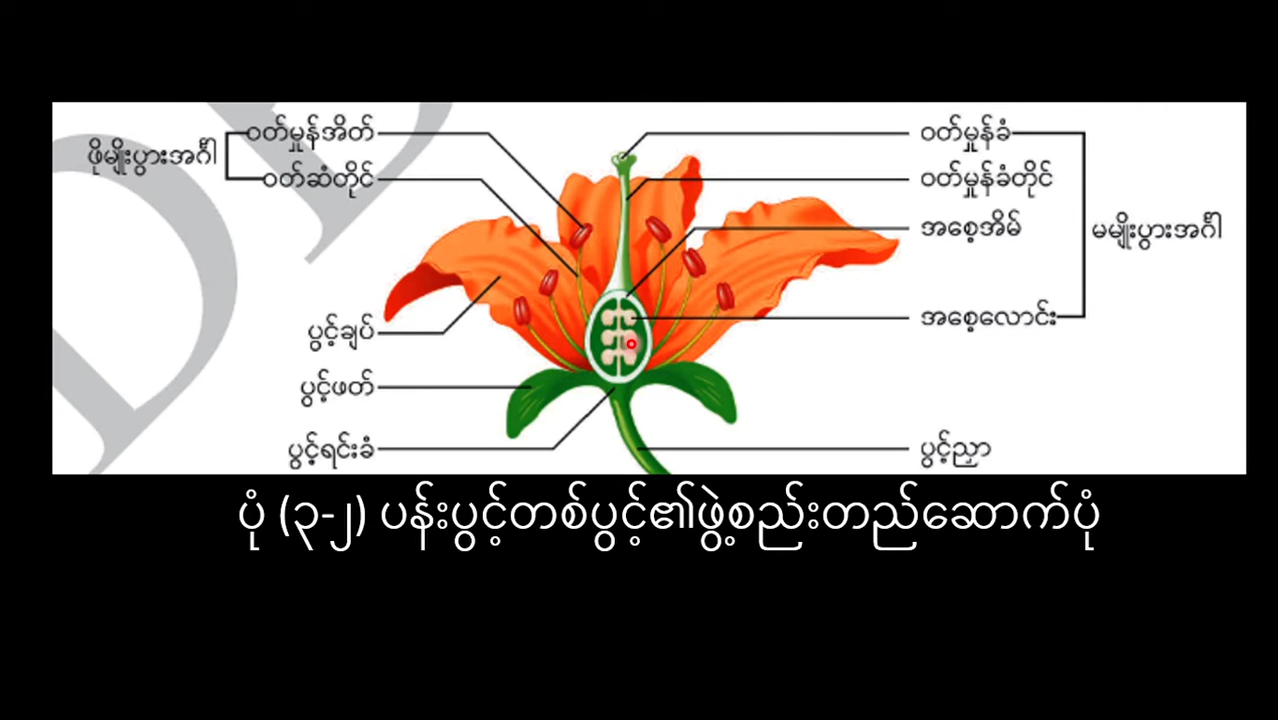 ဝတ်မှုန်အိတ်
ဖိုမျိုးပွားအင်္ဂါ
ဝတ်ဆံတိုင်
ပွင့်ချပ်
ပွင့်ဖတ်
ပွင့်ရင်းခံ
ဝတ်မှုန်ခံ
ဝတ်မှုန်ခံတိုင်
အစေ့အိမ်
မမျိုးပွားအင်္ဂါ
အစေ့လောင်း
ပွင့်ညှာ
ပုံ (၃-၂) ပန်းပွင့်တစ်ပွင့်၏ဖွဲ့စည်းတည်ဆောက်ပုံ